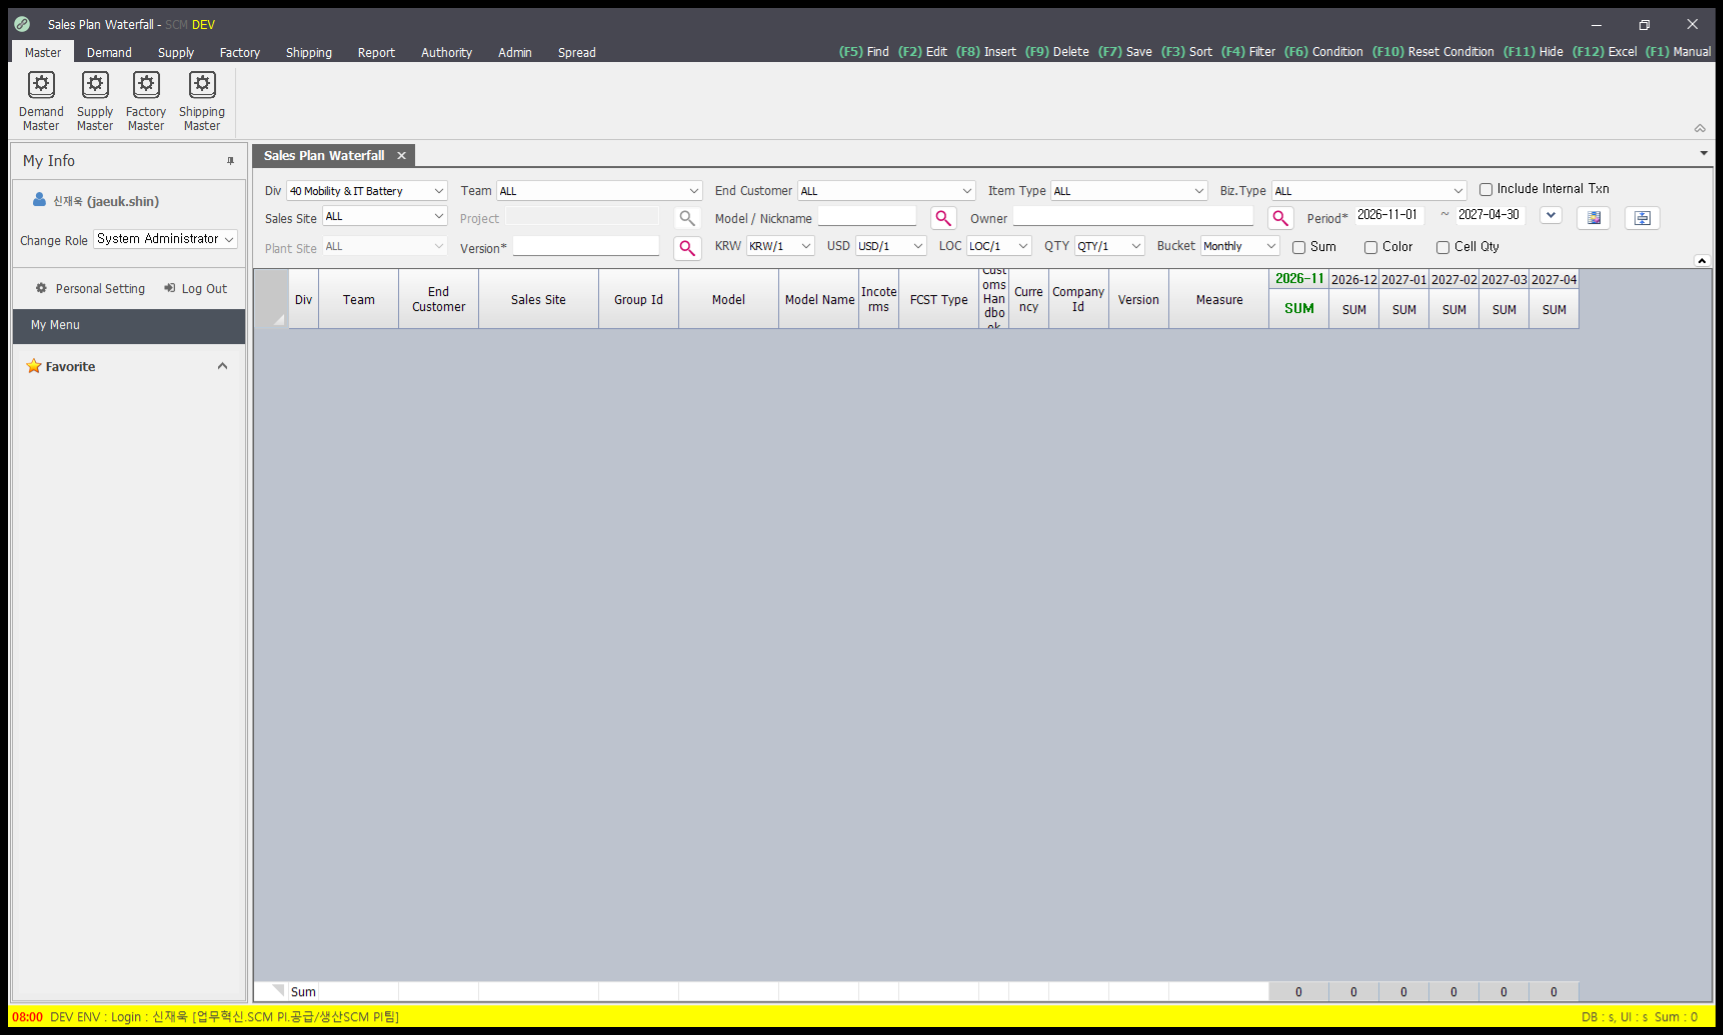 Sales Plan Waterfall - SCM DEV
Master Demand Supply Factory Shipping Report Authority Admin Spread
(F5) Find (F2) Edit (F8) Insert (F9) Delete (F7) Save (F3) Sort (F4) Filter (F6) Condition (F10) Reset Condition (F11) Hide (F12) Excel (F1) Manual
Demand Master
Supply Master
Factory Master
Shipping Master
My Info
신재욱 (jaeuk.shin)
Change Role System Administrator
Personal Setting Log Out
My Menu
Favorite
Sales Plan Waterfall
Div 40 Mobility & IT Battery Team ALL End Customer ALL Item Type ALL Biz.Type ALL Include Internal Txn
Sales Site ALL Project Model / Nickname Owner Period* 2026-11-01 ~ 2027-04-30
Plant Site ALL Version* KRW KRW/1 USD USD/1 LOC LOC/1 QTY QTY/1 Bucket Monthly Sum Color Cell Qty
Div
Team
End Customer
Sales Site
Group Id
Model
Model Name
Incoterms
FCST Type
Customs Handbook
Currency
Company Id
Version
Measure
2026-11 2026-12 2027-01 2027-02 2027-03 2027-04
SUM SUM SUM SUM SUM SUM
Sum 0 0 0 0 0 0
08:00 DEV ENV : Login : 신재욱 [업무혁신.SCM PI.공급/생산SCM PI팀]
DB : s, UI : s Sum : 0